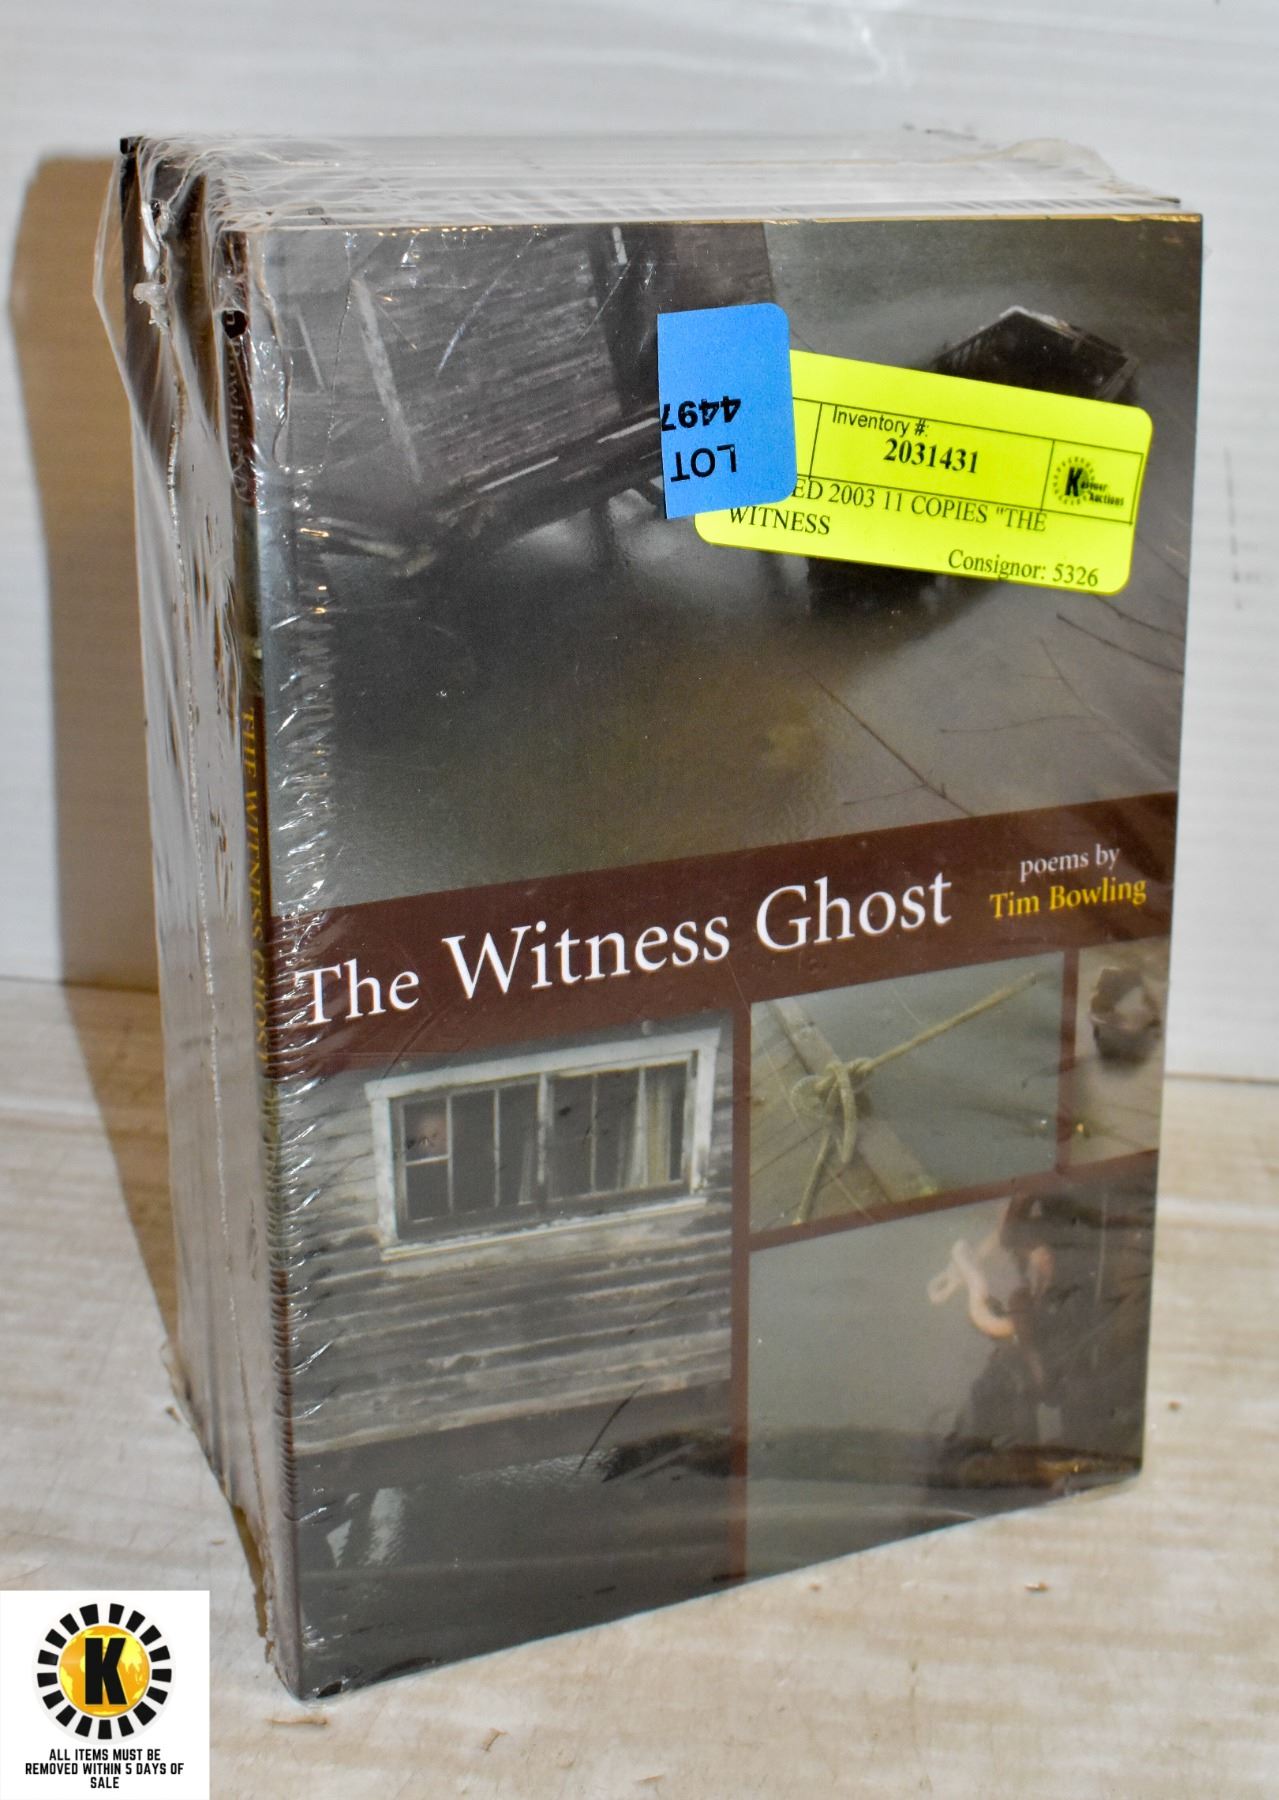 LOT
4497
Inventory #:
2031431
ED 2003 11 COPIES "THE
WITNESS
Consignor: 5326
poems by
Tim Bowling
The Witness Ghost
THE WITNESS GHOST
K
ALL ITEMS MUST BE
REMOVED WITHIN 5 DAYS OF
SALE